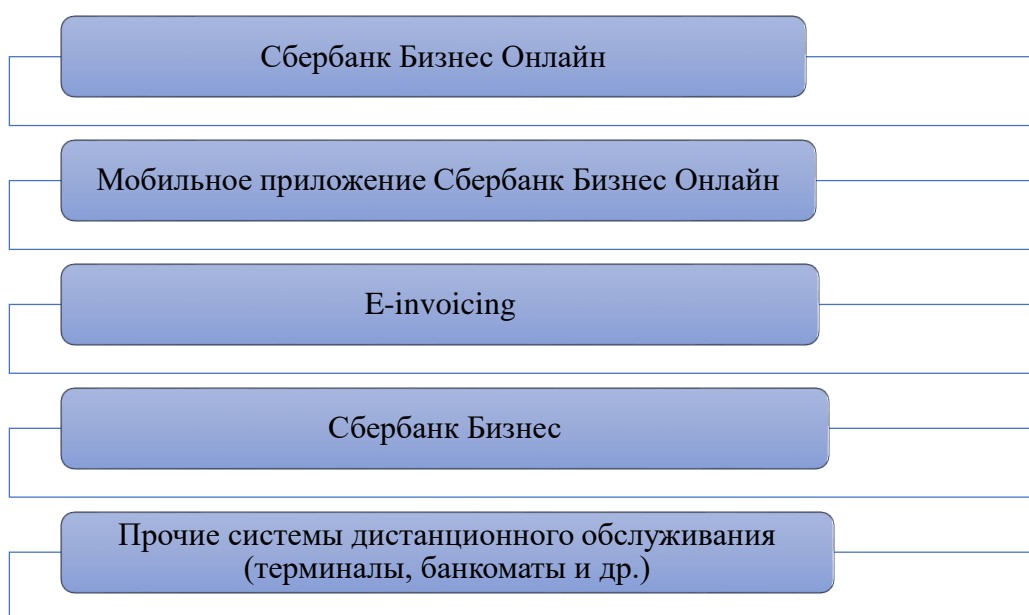 Сбербанк Бизнес Онлайн
Мобильное приложение Сбербанк Бизнес Онлайн
E-invoicing
Сбербанк Бизнес
Прочие системы дистанционного обслуживания
(терминалы, банкоматы и др.)